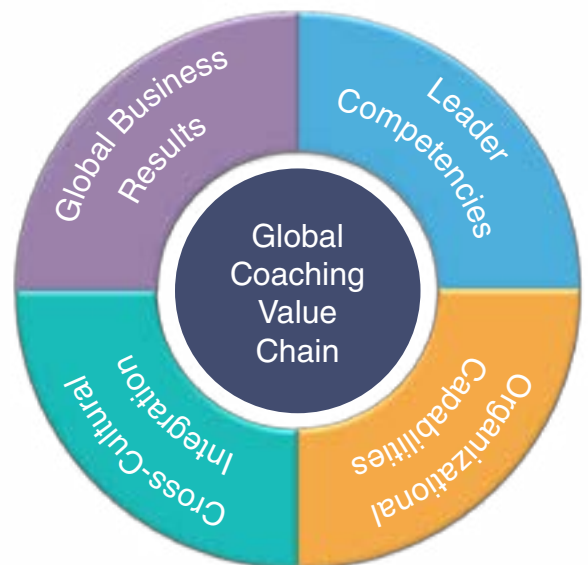 Global Business
Results
Leader
Competencies
Global
Coaching
Value
Chain
Organizational
Capabilities
Cross-Cultural
Integration